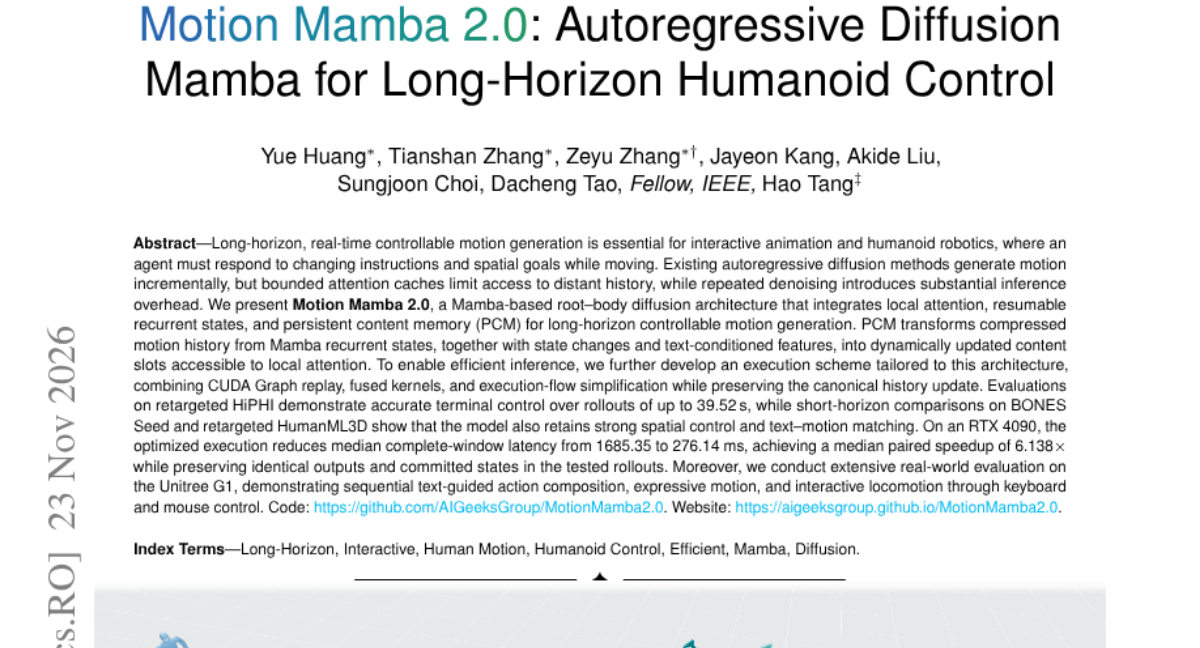 Motion Mamba 2.0: Autoregressive Diffusion
Mamba for Long-Horizon Humanoid Control
Yue Huang*, Tianshan Zhang*, Zeyu Zhang*†, Jayeon Kang, Akide Liu,
Sungjoon Choi, Dacheng Tao, Fellow, IEEE, Hao Tang‡
Abstract—Long-horizon, real-time controllable motion generation is essential for interactive animation and humanoid robotics, where an
agent must respond to changing instructions and spatial goals while moving. Existing autoregressive diffusion methods generate motion
incrementally, but bounded attention caches limit access to distant history, while repeated denoising introduces substantial inference
overhead. We present Motion Mamba 2.0, a Mamba-based root–body diffusion architecture that integrates local attention, resumable
recurrent states, and persistent content memory (PCM) for long-horizon controllable motion generation. PCM transforms compressed
motion history from Mamba recurrent states, together with state changes and text-conditioned features, into dynamically updated content
slots accessible to local attention. To enable efficient inference, we further develop an execution scheme tailored to this architecture,
combining CUDA Graph replay, fused kernels, and execution-flow simplification while preserving the canonical history update. Evaluations
on retargeted HiPHI demonstrate accurate terminal control over rollouts of up to 39.52 s, while short-horizon comparisons on BONES
Seed and retargeted HumanML3D show that the model also retains strong spatial control and text–motion matching. On an RTX 4090, the
optimized execution reduces median complete-window latency from 1685.35 to 276.14 ms, achieving a median paired speedup of 6.138×
while preserving identical outputs and committed states in the tested rollouts. Moreover, we conduct extensive real-world evaluation on
the Unitree G1, demonstrating sequential text-guided action composition, expressive motion, and interactive locomotion through keyboard
and mouse control. Code: https://github.com/AIGeeksGroup/MotionMamba2.0. Website: https://aigeeksgroup.github.io/MotionMamba2.0.
Index Terms—Long-Horizon, Interactive, Human Motion, Humanoid Control, Efficient, Mamba, Diffusion.
cs.RO] 23 Nov 2026